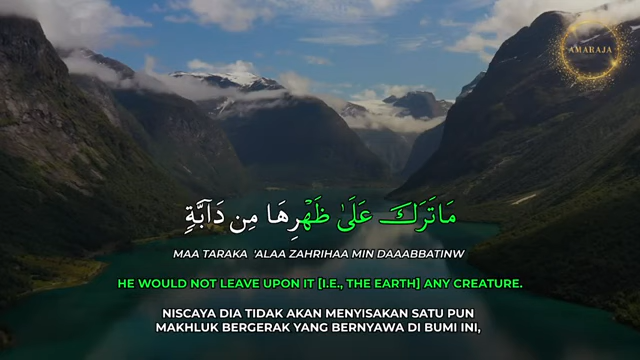 AMARAJA
مَا تَرَكَ عَلَىٰ ظَهْرِهَا مِن دَآبَّةٍۢ
MAA TARAKA 'ALAA ZAHRIHAA MIN DAAABBATINW
HE WOULD NOT LEAVE UPON IT [I.E., THE EARTH] ANY CREATURE.
NISCAYA DIA TIDAK AKAN MENYISAKAN SATU PUN
MAKHLUK BERGERAK YANG BERNYAWA DI BUMI INI,